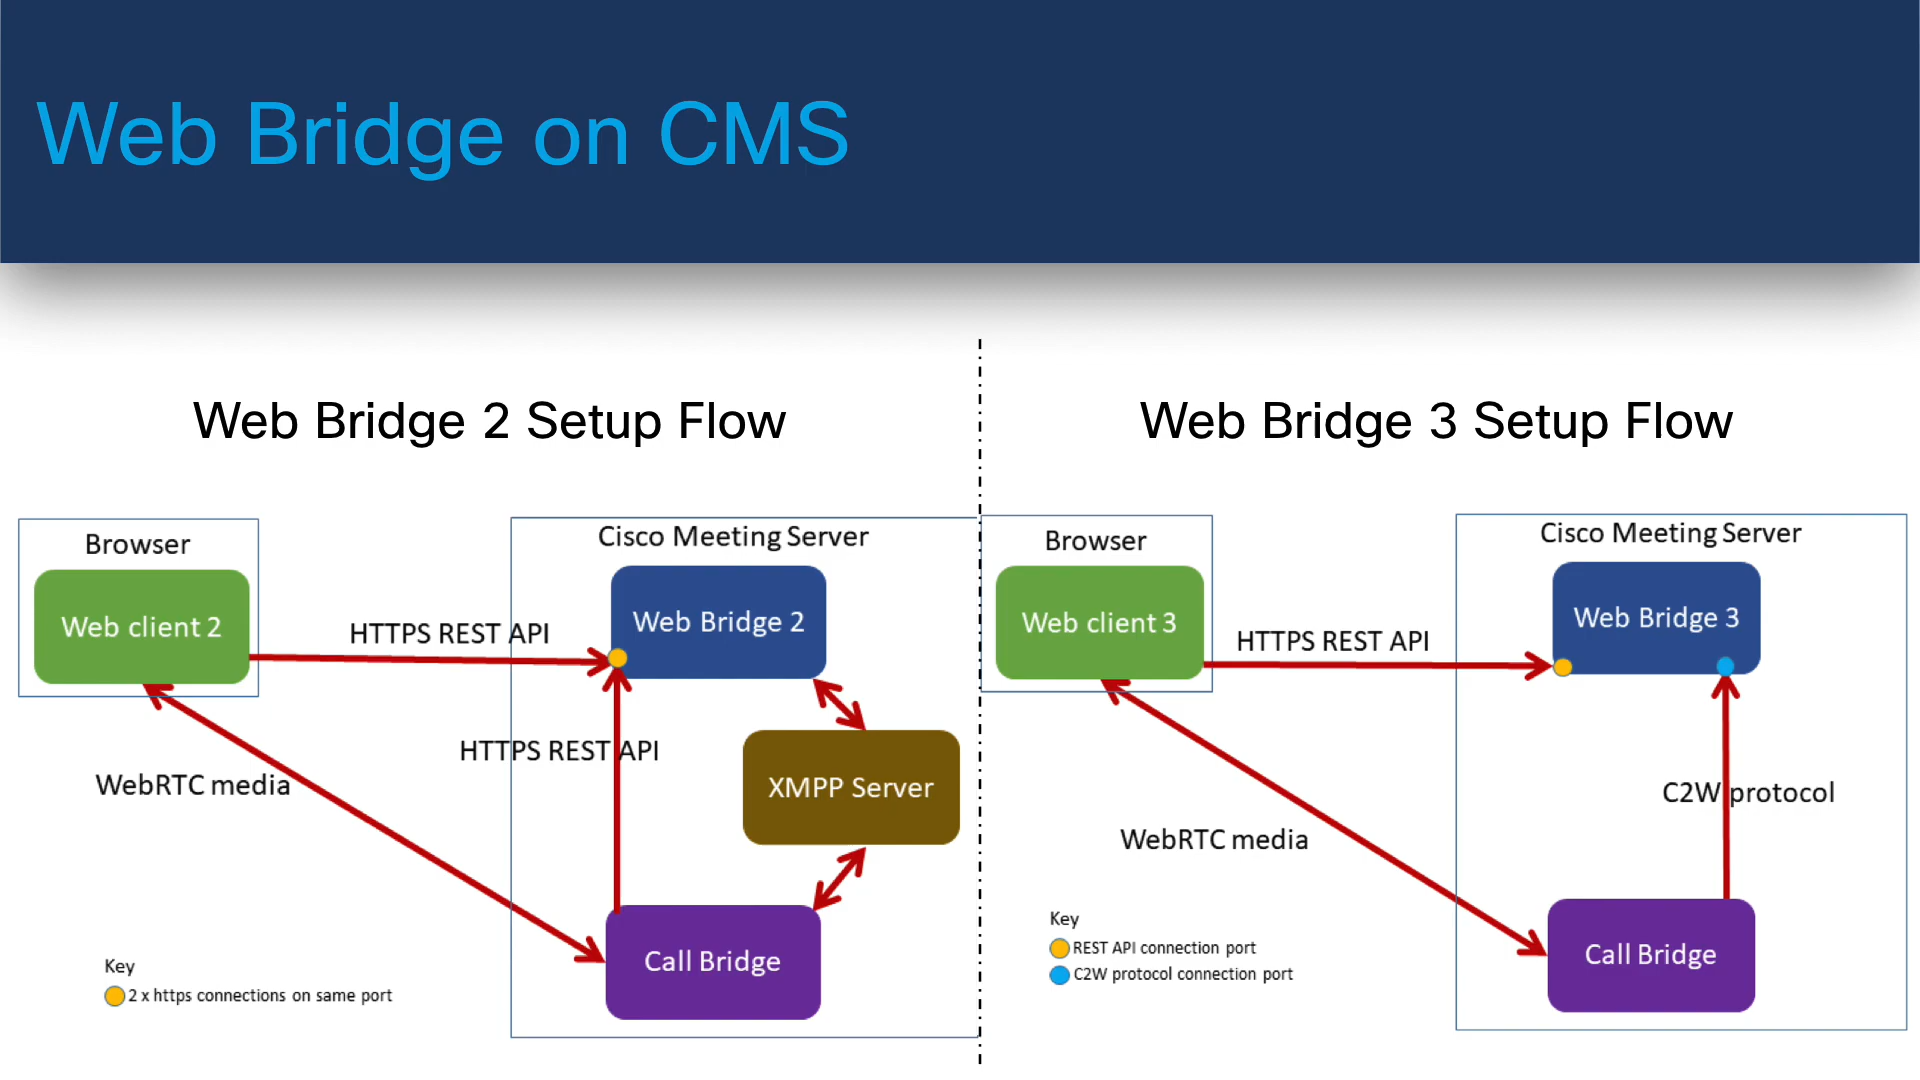 Web Bridge on CMS
Web Bridge 2 Setup Flow
Browser
Cisco Meeting Server
Web client 2
HTTPS REST API
Web Bridge 2
HTTPS REST API
WebRTC media
XMPP Server
Call Bridge
Key
2 x https connections on same port
Web Bridge 3 Setup Flow
Browser
Cisco Meeting Server
Web client 3
HTTPS REST API
Web Bridge 3
C2W protocol
WebRTC media
Call Bridge
Key
REST API connection port
C2W protocol connection port